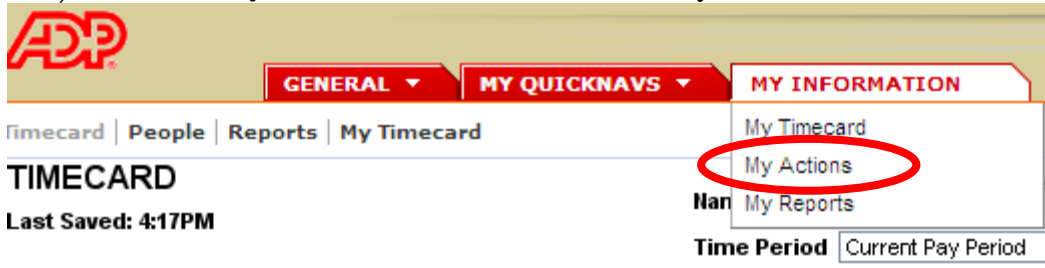 ADP
GENERAL MY QUICKNAVS MY INFORMATION
Timecard | People | Reports | My Timecard
My Timecard
My Actions
My Reports
TIMECARD
Last Saved: 4:17PM
Time Period Current Pay Period